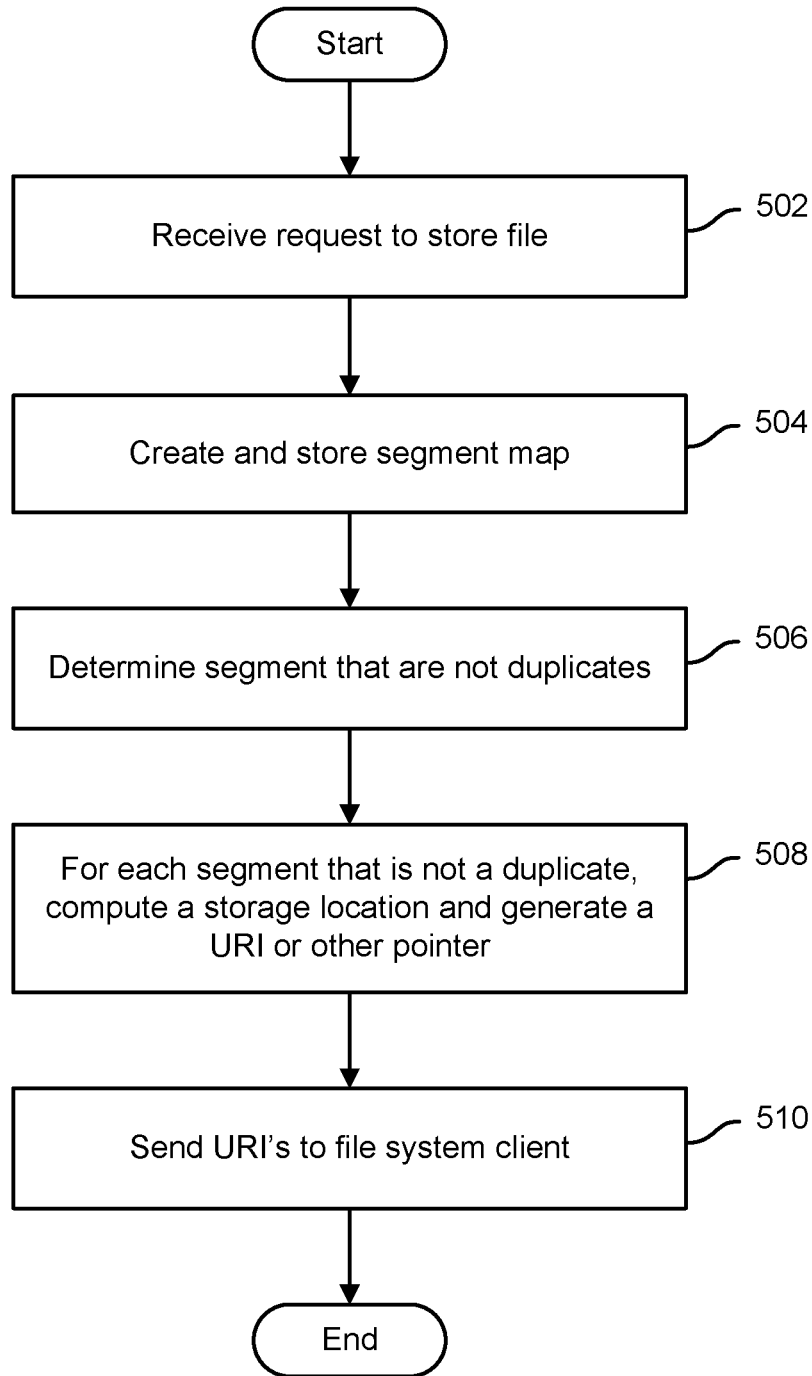 Start
Receive request to store file
502
Create and store segment map
504
Determine segment that are not duplicates
506
For each segment that is not a duplicate,
compute a storage location and generate a
URI or other pointer
508
Send URI's to file system client
510
End